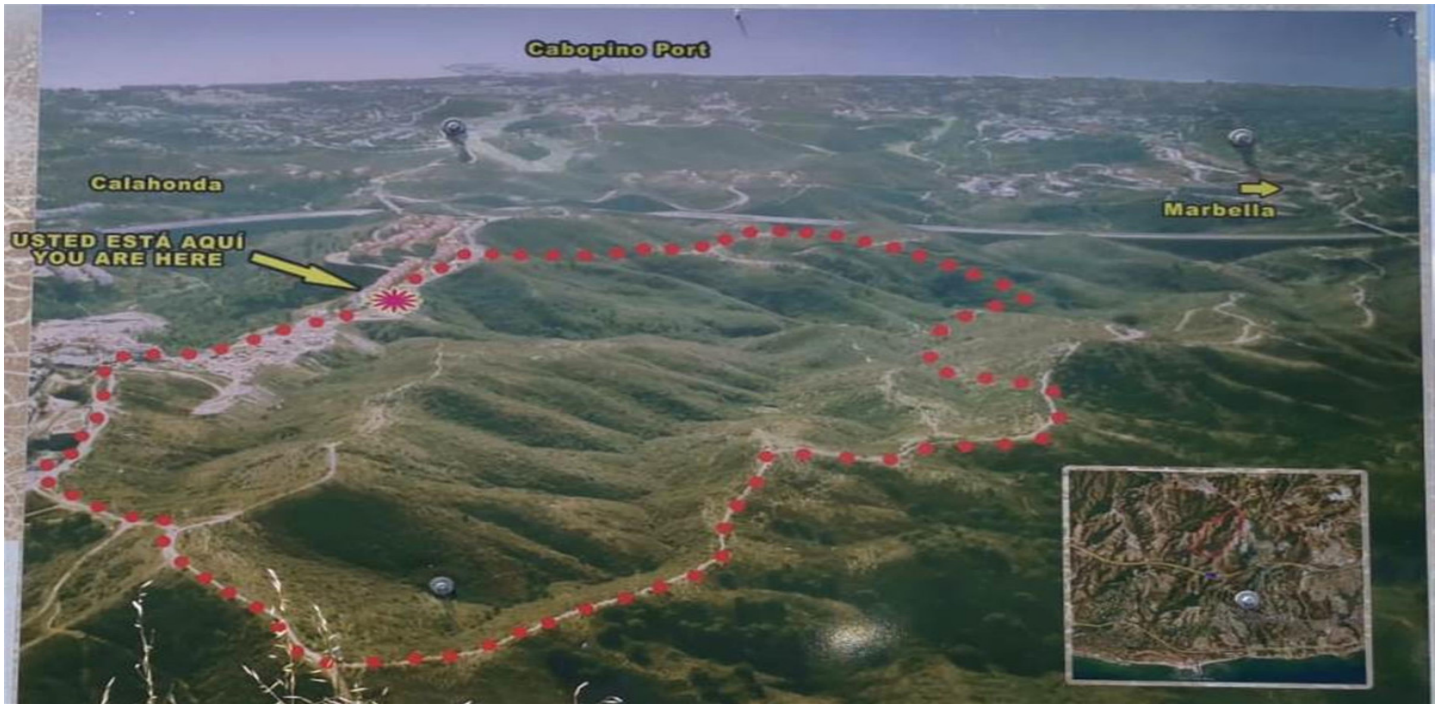 Cabopino Port
Calahonda
Marbella
USTED ESTÁ AQUÍ
YOU ARE HERE